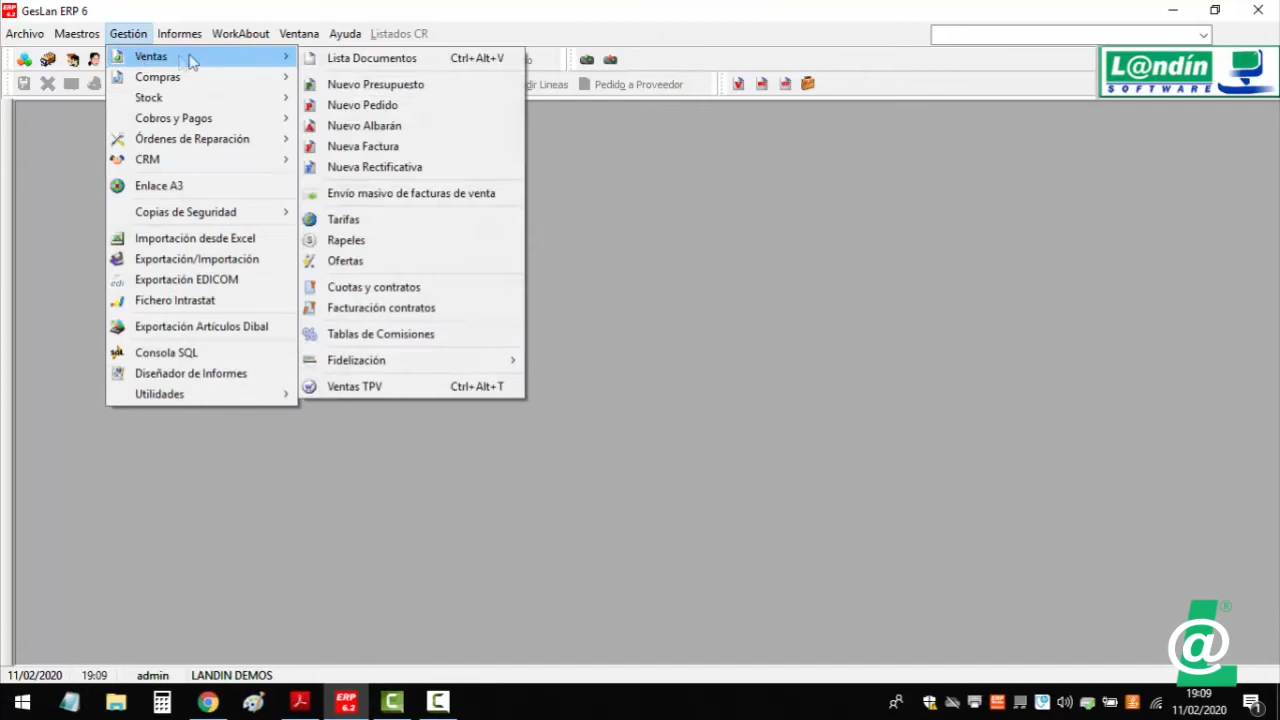 GesLan ERP 6
Archivo Maestros Gestión Informes WorkAbout Ventana Ayuda Listados CR
Ventas
Compras
Stock
Cobros y Pagos
Órdenes de Reparación
CRM
Enlace A3
Copias de Seguridad
Importación desde Excel
Exportación/Importación
Exportación EDICOM
Fichero Intrastat
Exportación Artículos Dibal
Consola SQL
Diseñador de Informes
Utilidades
Lista Documentos Ctrl+Alt+V
Nuevo Presupuesto
Nuevo Pedido
Nuevo Albarán
Nueva Factura
Nueva Rectificativa
Envío masivo de facturas de venta
Tarifas
Rapeles
Ofertas
Cuotas y contratos
Facturación contratos
Tablas de Comisiones
Fidelización
Ventas TPV Ctrl+Alt+T
dir Lineas Pedido a Proveedor
L@ndín
SOFTWARE
11/02/2020 19:09 admin LANDIN DEMOS
ERP
6.2
19:09
11/02/2020